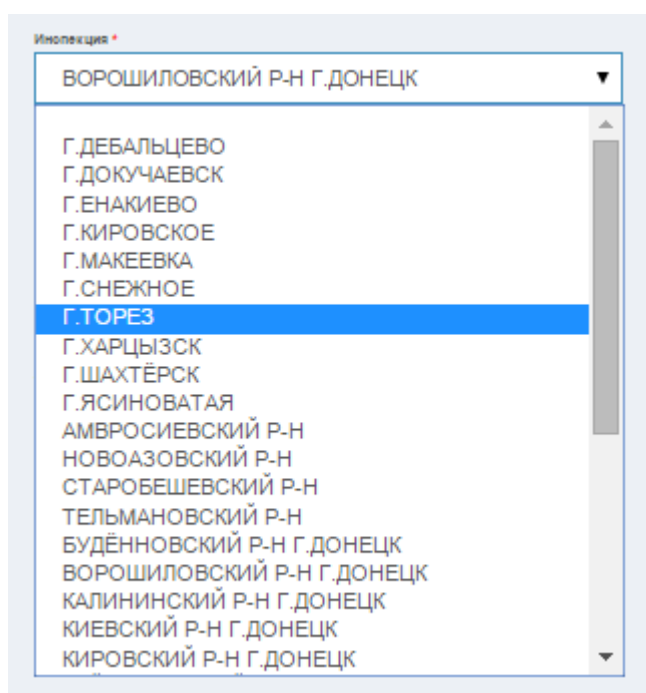 Инопекция *
ВОРОШИЛОВСКИЙ Р-Н Г.ДОНЕЦК
Г.ДЕБАЛЬЦЕВО
Г.ДОКУЧАЕВСК
Г.ЕНАКИЕВО
Г.КИРОВСКОЕ
Г.МАКЕЕВКА
Г.СНЕЖНОЕ
Г.ТОРЕЗ
Г.ХАРЦЫЗСК
Г.ШАХТЁРСК
Г.ЯСИНОВАТАЯ
АМВРОСИЕВСКИЙ Р-Н
НОВОАЗОВСКИЙ Р-Н
СТАРОБЕШЕВСКИЙ Р-Н
ТЕЛЬМАНОВСКИЙ Р-Н
БУДЁННОВСКИЙ Р-Н Г.ДОНЕЦК
ВОРОШИЛОВСКИЙ Р-Н Г.ДОНЕЦК
КАЛИНИНСКИЙ Р-Н Г.ДОНЕЦК
КИЕВСКИЙ Р-Н Г.ДОНЕЦК
КИРОВСКИЙ Р-Н Г.ДОНЕЦК